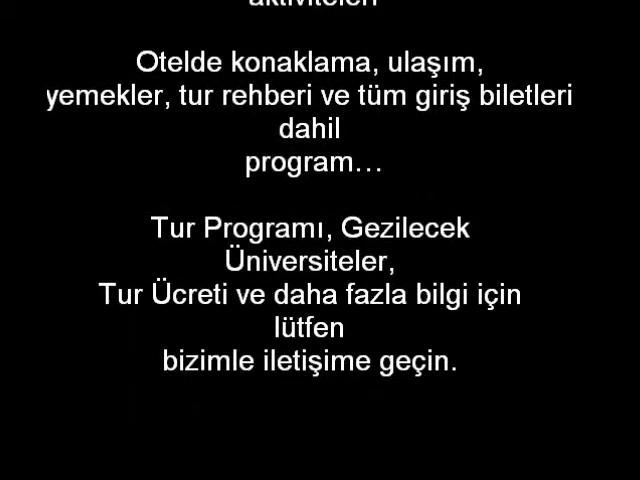 aktiviteleri
Otelde konaklama, ulaşım,
yemekler, tur rehberi ve tüm giriş biletleri
dahil
program…
Tur Programı, Gezilecek
Üniversiteler,
Tur Ücreti ve daha fazla bilgi için
lütfen
bizimle iletişime geçin.